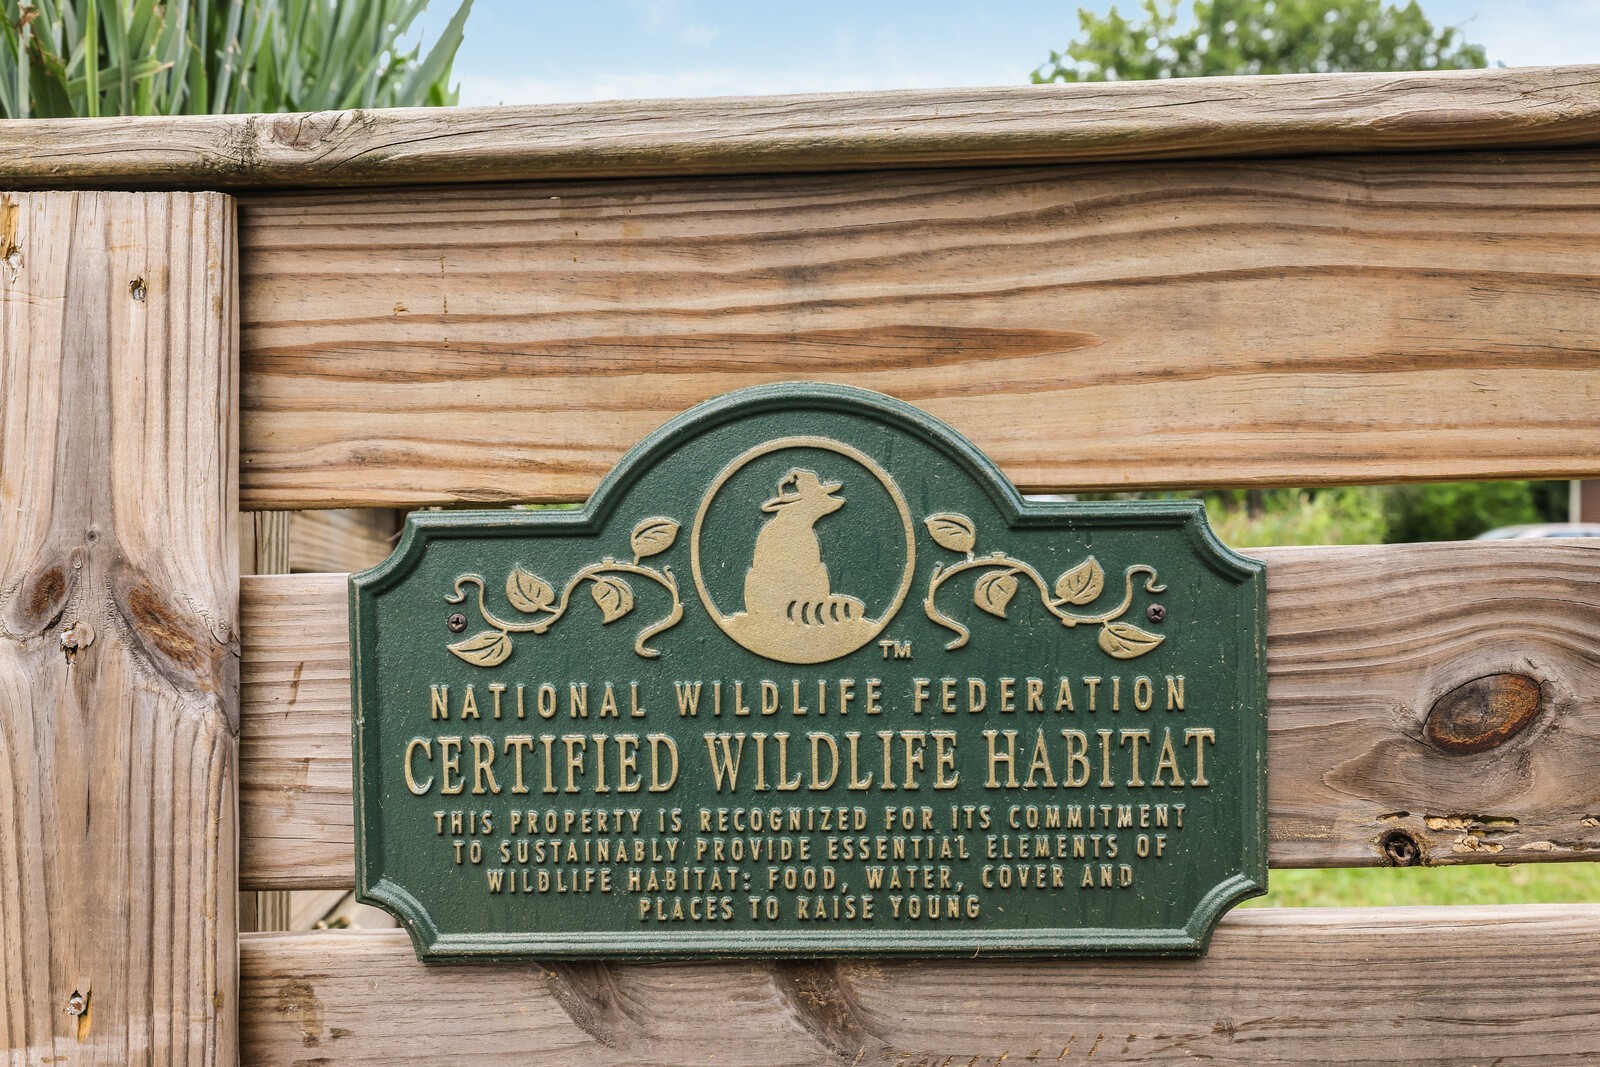 TM
NATIONAL WILDLIFE FEDERATION
CERTIFIED WILDLIFE HABITAT
THIS PROPERTY IS RECOGNIZED FOR ITS COMMITMENT
TO SUSTAINABLY PROVIDE ESSENTIAL ELEMENTS OF
WILDLIFE HABITAT: FOOD, WATER, COVER AND
PLACES TO RAISE YOUNG